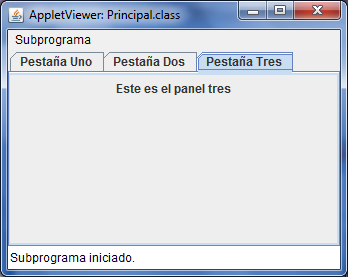 AppletViewer: Principal.class
Subprograma
Pestaña Uno Pestaña Dos Pestaña Tres
Este es el panel tres
Subprograma iniciado.